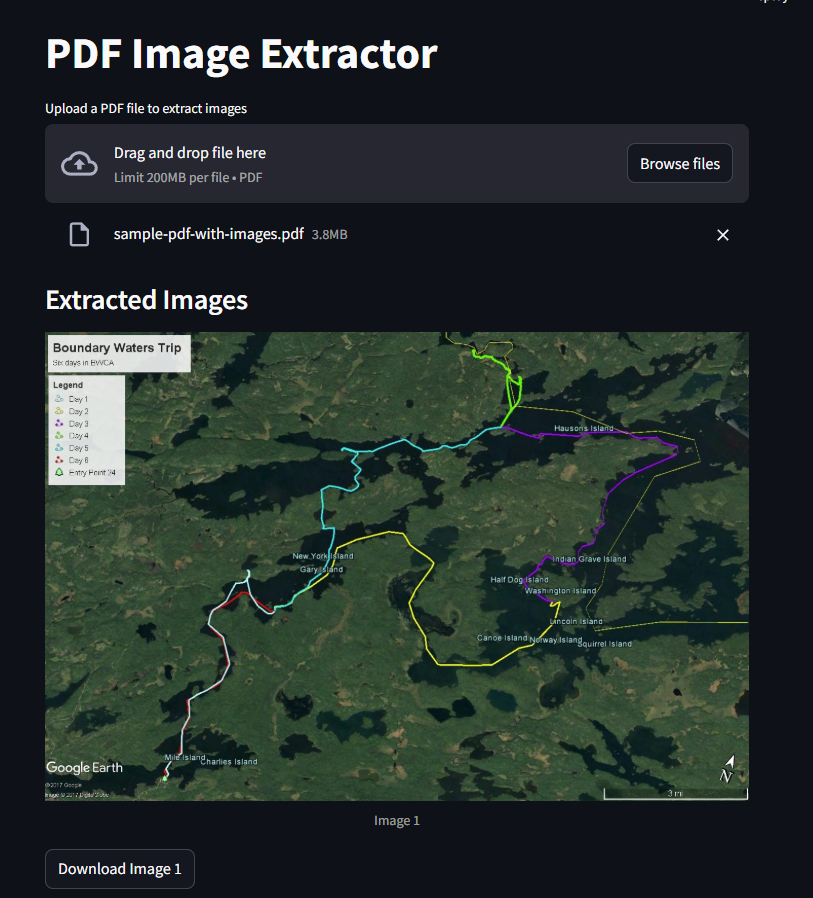 PDF Image Extractor
Upload a PDF file to extract images
Drag and drop file here
Limit 200MB per file • PDF
Browse files
sample-pdf-with-images.pdf 3.8MB
Extracted Images
Boundary Waters Trip
Six days in BWCA
Legend
Day 1
Day 2
Day 3
Day 4
Day 5
Day 6
Entry Point 24
Hausons Island
New York Island
Gary Island
Indian Grave Island
Half Dog Island
Washington Island
Lincoln Island
Canoe Island
Norway Island
Squirrel Island
Mile Island
Charlies Island
Google Earth
©2017 Google
Image © 2017 DigitalGlobe
N
3 mi
Image 1
Download Image 1